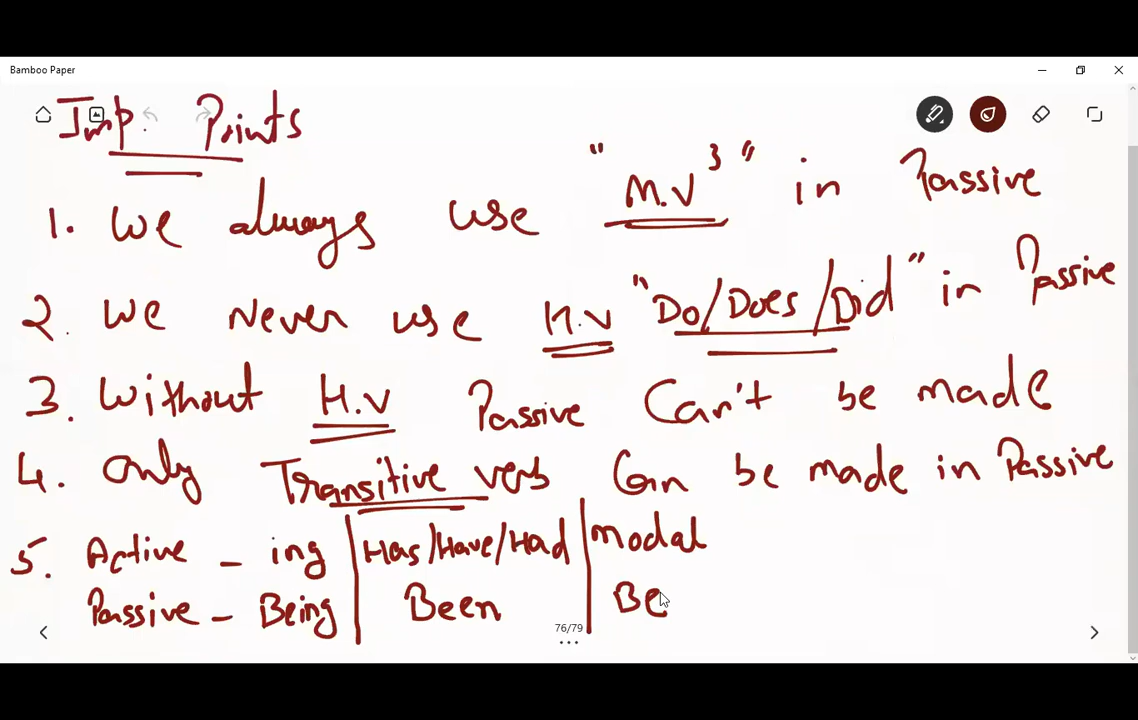 Bamboo Paper
Imp. Points
1. We always use "M.V³" in Passive
2. We Never use H.V "Do/Does/Did" in Passive
3. Without H.V Passive Can't be made
4. Only Transitive verb Can be made in Passive
5. Active - ing | Has/Have/Had | Modal
Passive - Being | Been | Be
76/79